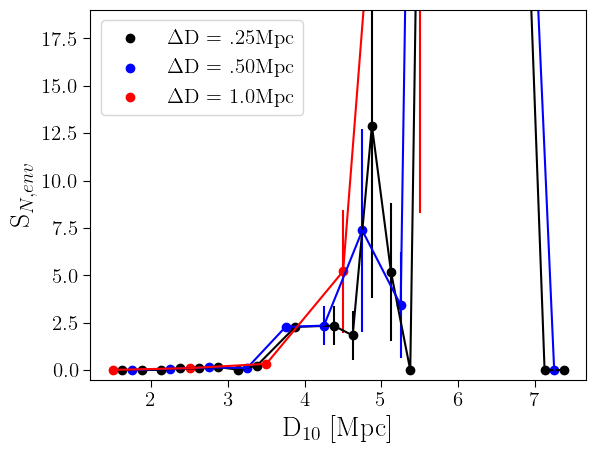 ΔD = .25Mpc
ΔD = .50Mpc
ΔD = 1.0Mpc
17.5
15.0
12.5
10.0
7.5
5.0
2.5
0.0
S_{N,env}
2 3 4 5 6 7
D_{10} [Mpc]